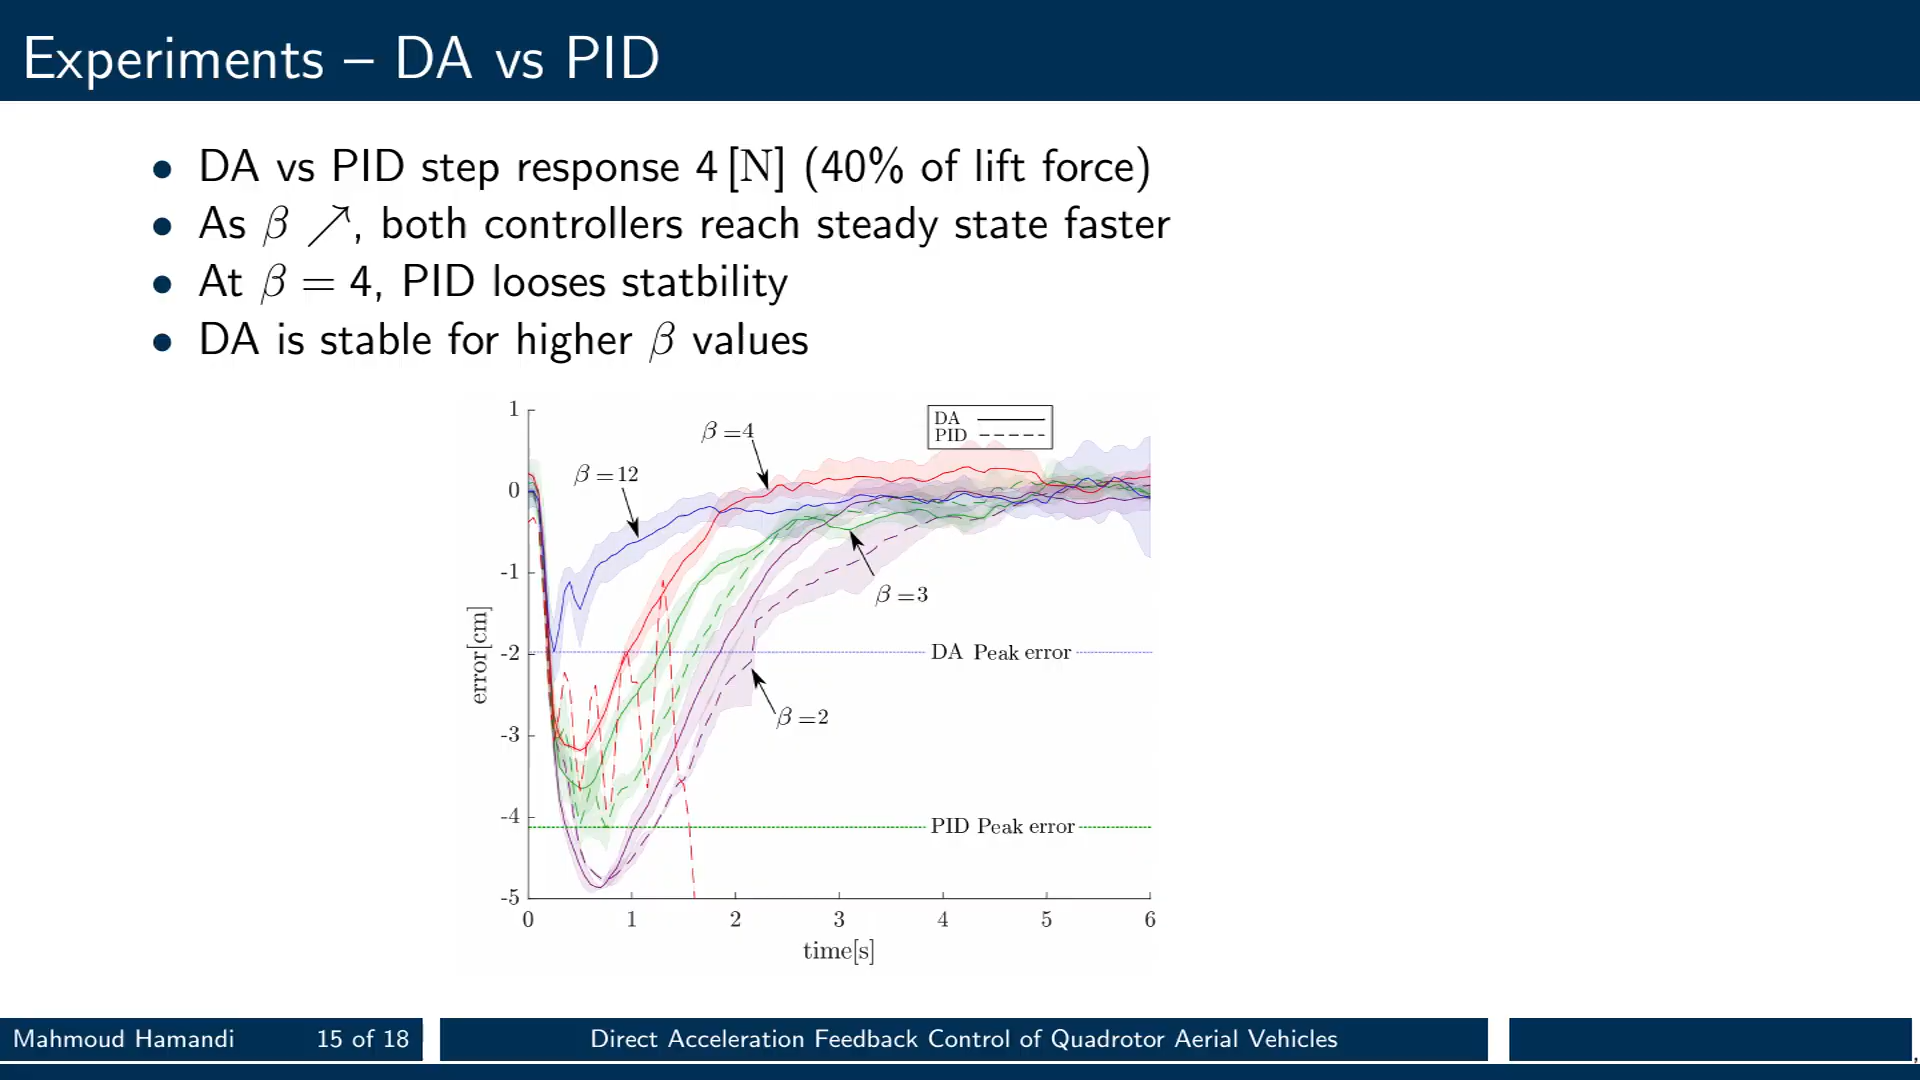 Experiments – DA vs PID
• DA vs PID step response 4 [N] (40% of lift force)
• As β ↗, both controllers reach steady state faster
• At β = 4, PID looses statbility
• DA is stable for higher β values
DA
PID
β =4
β =12
β =3
β =2
DA Peak error
PID Peak error
1
0
-1
-2
-3
-4
-5
error[cm]
0 1 2 3 4 5 6
time[s]
Mahmoud Hamandi 15 of 18 Direct Acceleration Feedback Control of Quadrotor Aerial Vehicles ,